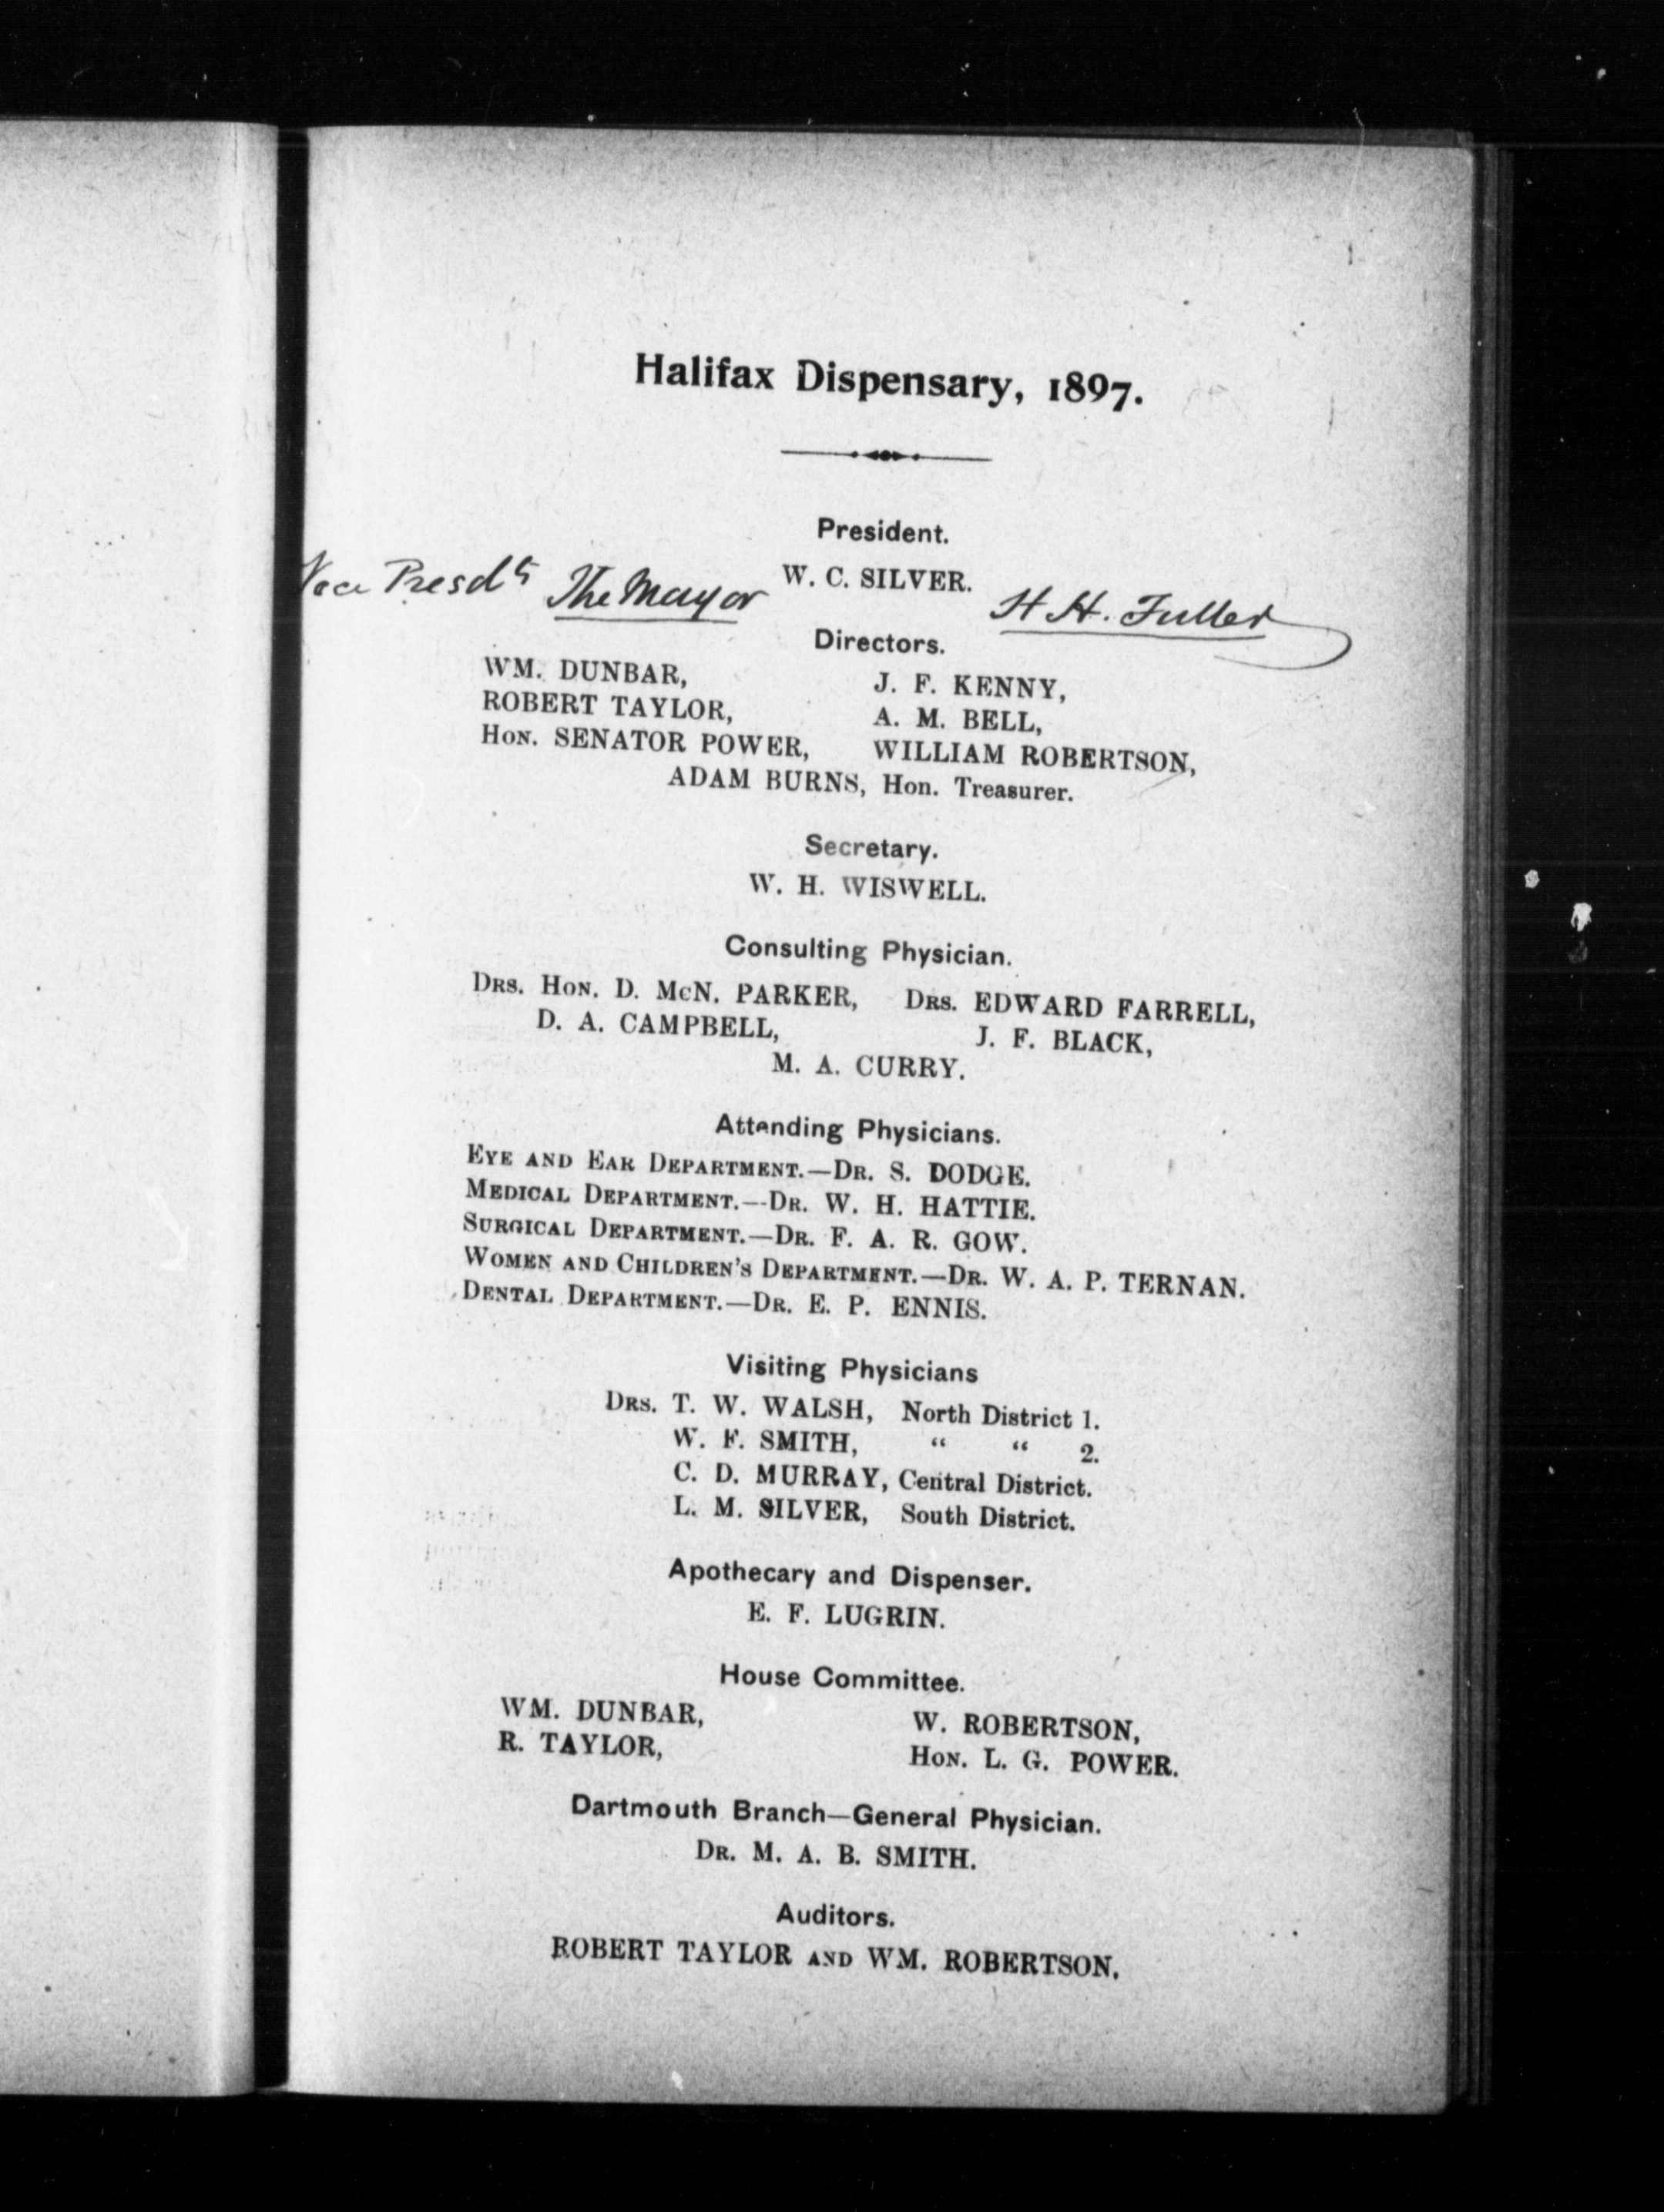 Halifax Dispensary, 1897.
President.
W. C. SILVER.
Vice Presdts The Mayor H. H. Fuller
Directors.
WM. DUNBAR, J. F. KENNY,
ROBERT TAYLOR, A. M. BELL,
HON. SENATOR POWER, WILLIAM ROBERTSON,
ADAM BURNS, Hon. Treasurer.
Secretary.
W. H. WISWELL.
Consulting Physician.
DRS. HON. D. McN. PARKER, DRS. EDWARD FARRELL,
D. A. CAMPBELL, J. F. BLACK,
M. A. CURRY.
Attending Physicians.
EYE AND EAR DEPARTMENT.—DR. S. DODGE.
MEDICAL DEPARTMENT.—DR. W. H. HATTIE.
SURGICAL DEPARTMENT.—DR. F. A. R. GOW.
WOMEN AND CHILDREN'S DEPARTMENT.—DR. W. A. P. TERNAN.
DENTAL DEPARTMENT.—DR. E. P. ENNIS.
Visiting Physicians
DRS. T. W. WALSH, North District 1.
W. F. SMITH, " " 2.
C. D. MURRAY, Central District.
L. M. SILVER, South District.
Apothecary and Dispenser.
E. F. LUGRIN.
House Committee.
WM. DUNBAR, W. ROBERTSON,
R. TAYLOR, HON. L. G. POWER.
Dartmouth Branch—General Physician.
DR. M. A. B. SMITH.
Auditors.
ROBERT TAYLOR AND WM. ROBERTSON.